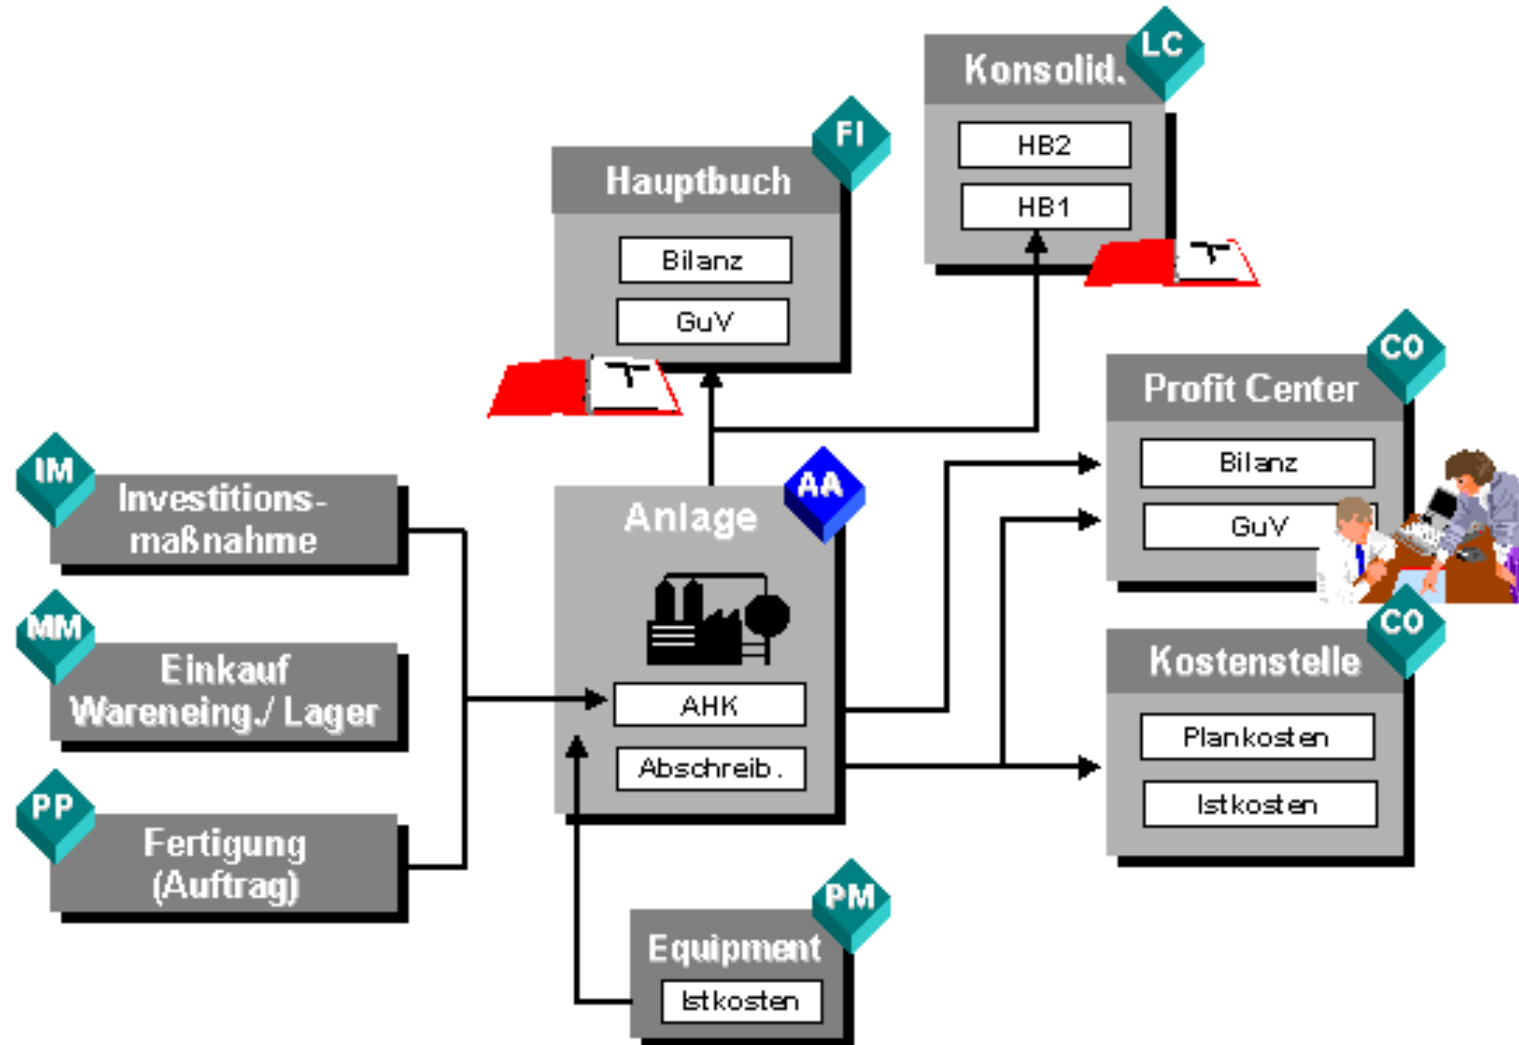 LC
Konsolid.
HB2
HB1
FI
Hauptbuch
Bilanz
GuV
CO
Profit Center
Bilanz
GuV
IM
Investitions-
maßnahme
AA
Anlage
AHK
Abschreib.
MM
Einkauf
Wareneing./ Lager
CO
Kostenstelle
Plankosten
Istkosten
PP
Fertigung
(Auftrag)
PM
Equipment
Istkosten